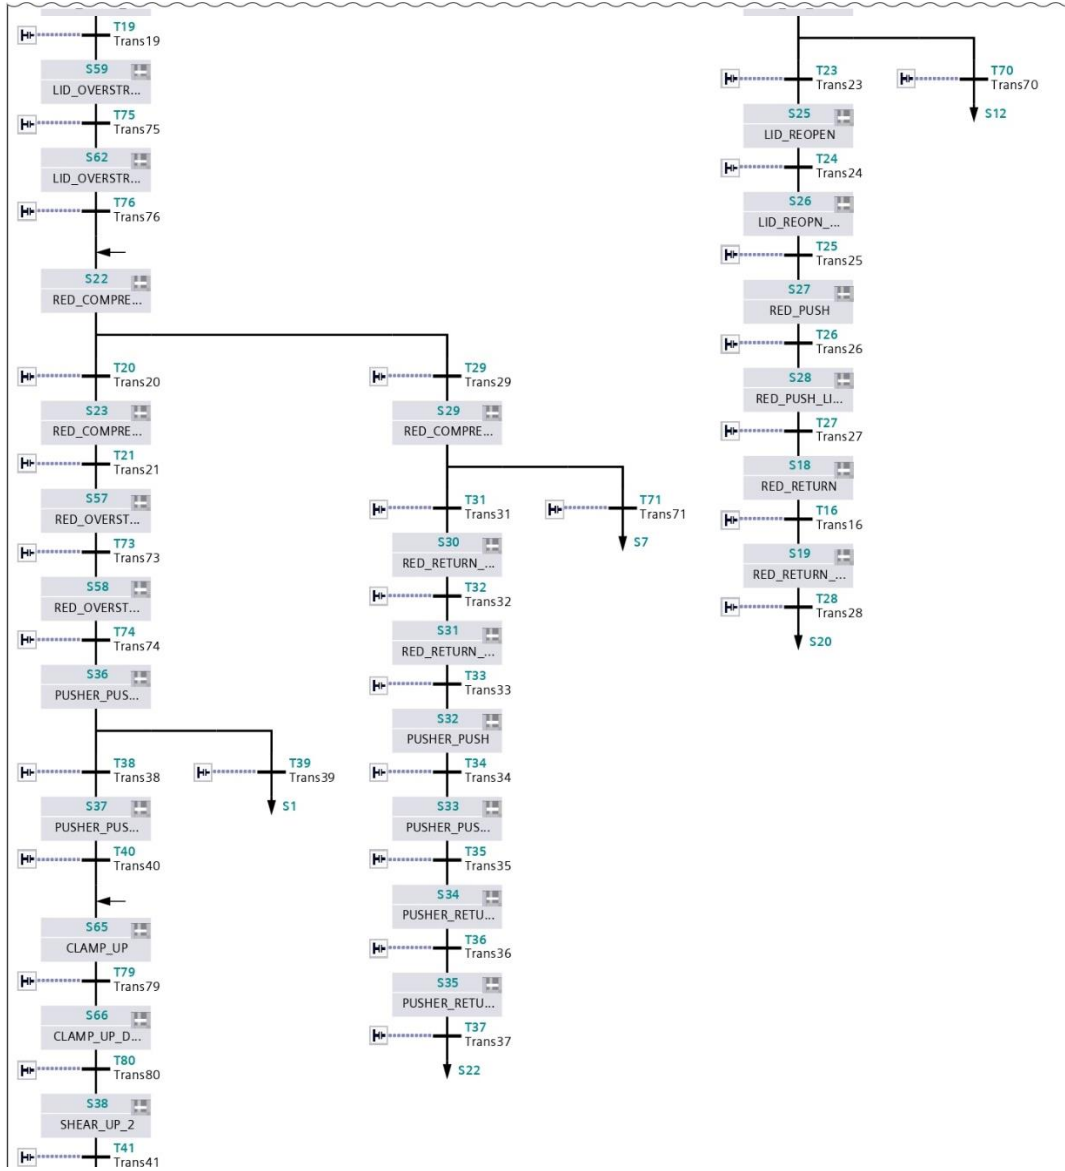 T19
Trans19
S59
LID_OVERSTR...
T75
Trans75
S62
LID_OVERSTR...
T76
Trans76
S22
RED_COMPRE...
T20
Trans20
S23
RED_COMPRE...
T21
Trans21
S57
RED_OVERST...
T73
Trans73
S58
RED_OVERST...
T74
Trans74
S36
PUSHER_PUS...
T38
Trans38
T39
Trans39
S1
S37
PUSHER_PUS...
T40
Trans40
S65
CLAMP_UP
T79
Trans79
S66
CLAMP_UP_D...
T80
Trans80
S38
SHEAR_UP_2
T41
Trans41
T29
Trans29
S29
RED_COMPRE...
T31
Trans31
T71
Trans71
S7
S30
RED_RETURN_...
T32
Trans32
S31
RED_RETURN_...
T33
Trans33
S32
PUSHER_PUSH
T34
Trans34
S33
PUSHER_PUS...
T35
Trans35
S34
PUSHER_RETU...
T36
Trans36
S35
PUSHER_RETU...
T37
Trans37
S22
T23
Trans23
T70
Trans70
S12
S25
LID_REOPEN
T24
Trans24
S26
LID_REOPN_...
T25
Trans25
S27
RED_PUSH
T26
Trans26
S28
RED_PUSH_LI...
T27
Trans27
S18
RED_RETURN
T16
Trans16
S19
RED_RETURN_...
T28
Trans28
S20